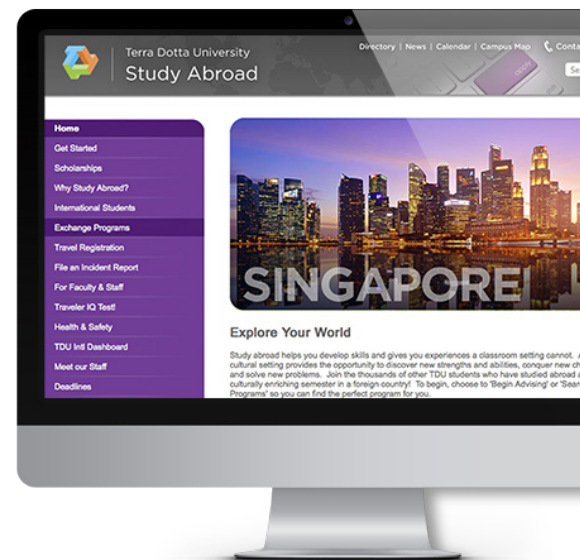 Terra Dotta University
Study Abroad
Directory | News | Calendar | Campus Map
apply
Home
Get Started
Scholarships
Why Study Abroad?
International Students
Exchange Programs
Travel Registration
File an Incident Report
For Faculty & Staff
Traveler IQ Test!
Health & Safety
TDU Intl Dashboard
Meet our Staff
Deadlines
SINGAPORE
Explore Your World
Study abroad helps you develop skills and gives you experiences a classroom setting cannot. A
cultural setting provides the opportunity to discover new strengths and abilities, conquer new ch
and solve new problems. Join the thousands of other TDU students who have studied abroad a
culturally enriching semester in a foreign country! To begin, choose to 'Begin Advising' or 'Sear
Programs' so you can find the perfect program for you.